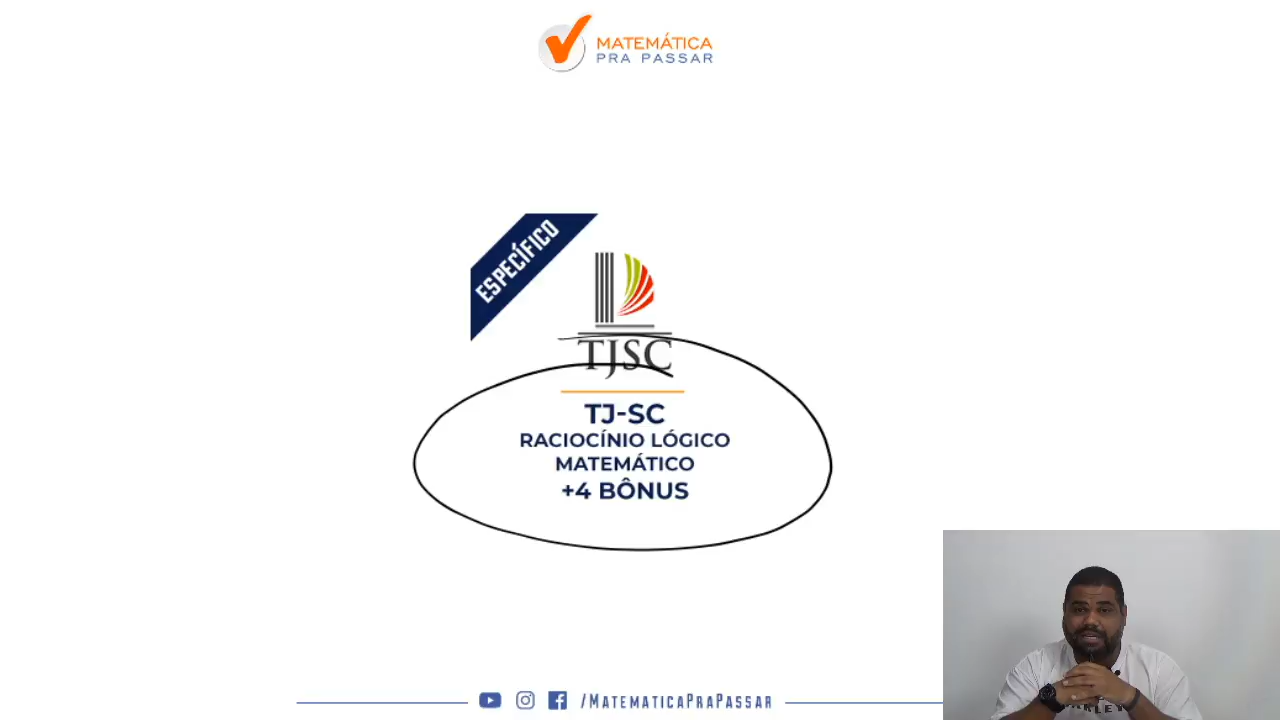 MATEMÁTICA
PRA PASSAR
ESPECÍFICO
TJSC
TJ-SC
RACIOCÍNIO LÓGICO
MATEMÁTICO
+4 BÔNUS
/MATEMATICAPRAPASSAR